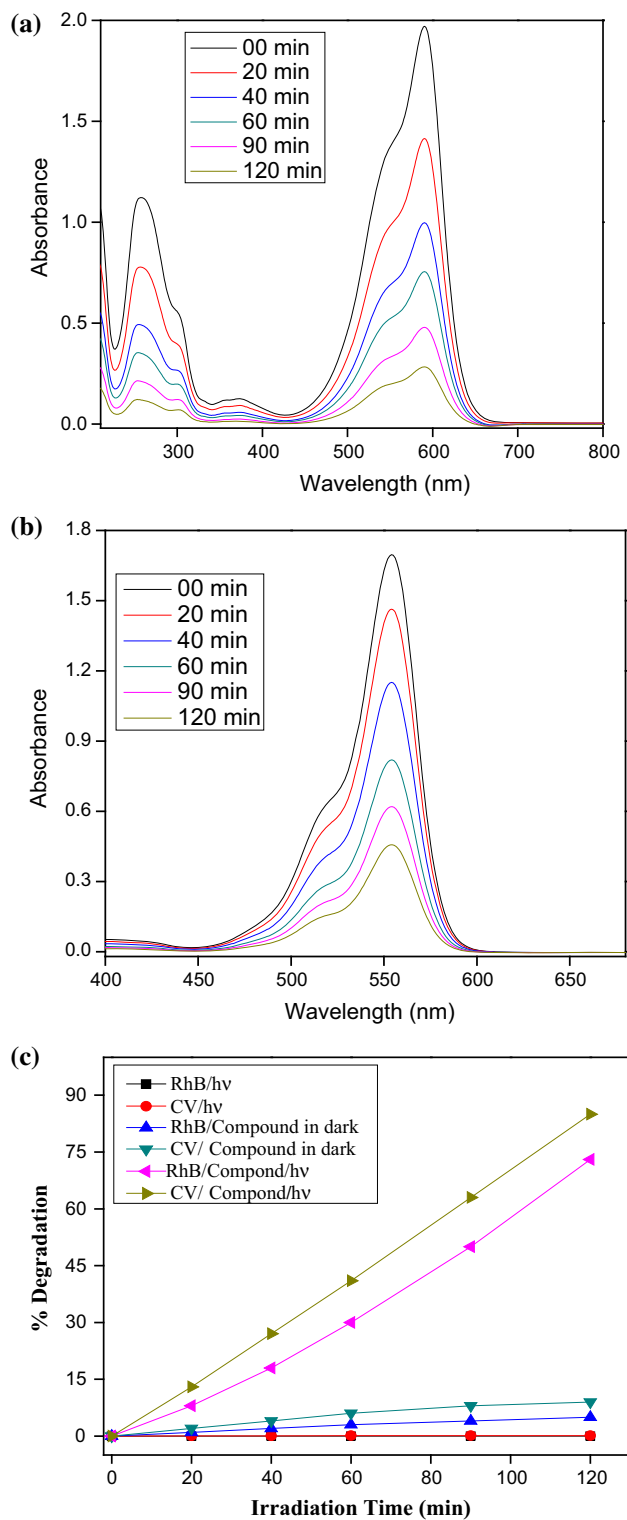 (a)
2.0
1.5
1.0
0.5
0.0
Absorbance
00 min
20 min
40 min
60 min
90 min
120 min
300 400 500 600 700 800
Wavelength (nm)
(b)
1.8
1.5
1.2
0.9
0.6
0.3
0.0
Absorbance
00 min
20 min
40 min
60 min
90 min
120 min
400 450 500 550 600 650
Wavelength (nm)
(c)
90
75
60
45
30
15
0
% Degradation
RhB/hν
CV/hν
RhB/Compound in dark
CV/ Compound in dark
RhB/Compond/hν
CV/ Compond/hν
0 20 40 60 80 100 120
Irradiation Time (min)